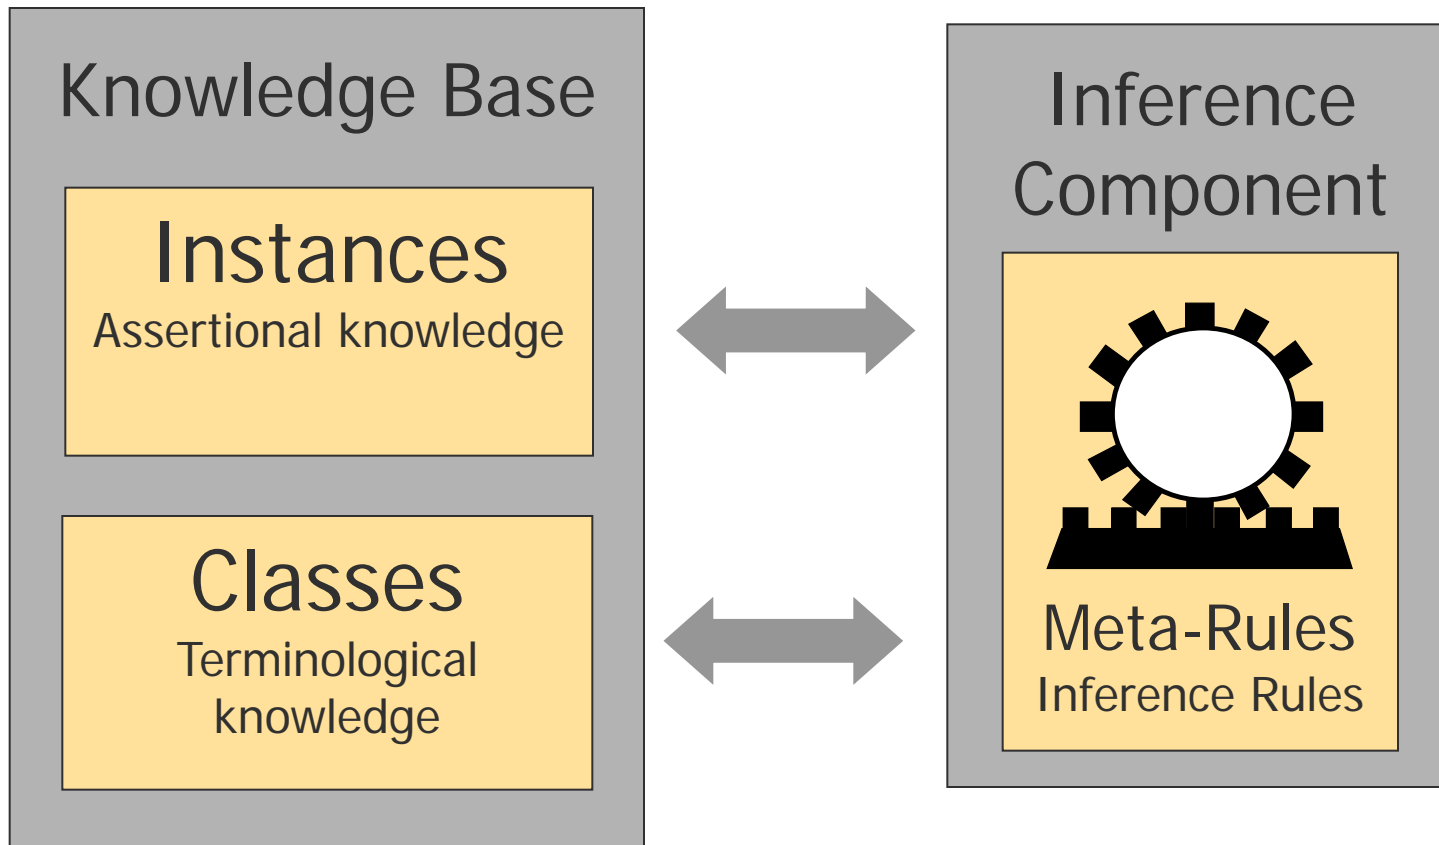 Knowledge Base
Instances
Assertional knowledge
Classes
Terminological
knowledge
Inference
Component
Meta-Rules
Inference Rules